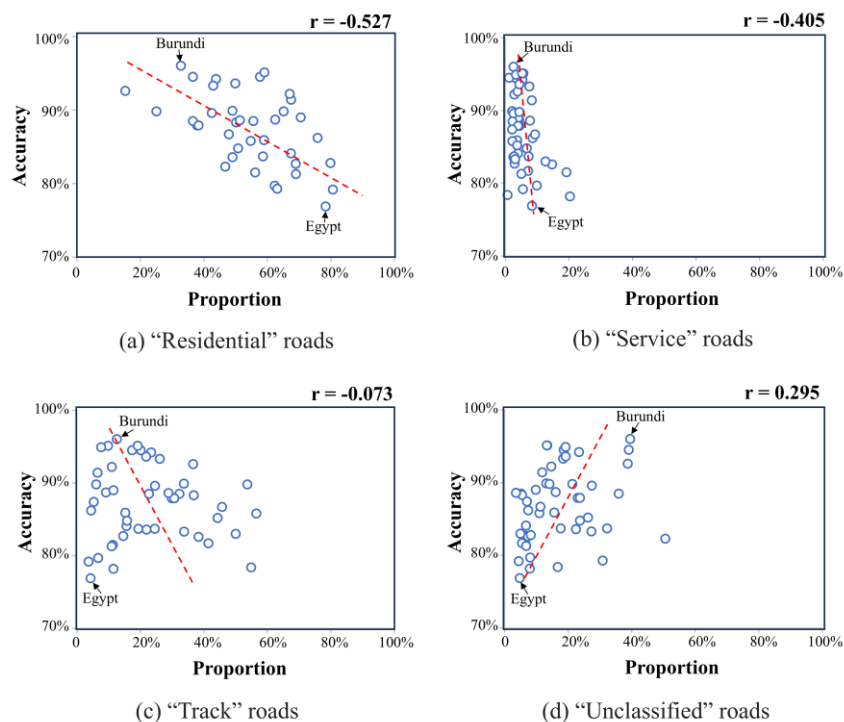 r = -0.527
100%
90%
80%
70%
Accuracy
Burundi
Egypt
0 20% 40% 60% 80% 100%
Proportion
(a) “Residential” roads
r = -0.405
100%
90%
80%
70%
Accuracy
Burundi
Egypt
0 20% 40% 60% 80% 100%
Proportion
(b) “Service” roads
r = -0.073
100%
90%
80%
70%
Accuracy
Burundi
Egypt
0 20% 40% 60% 80% 100%
Proportion
(c) “Track” roads
r = 0.295
100%
90%
80%
70%
Accuracy
Burundi
Egypt
0 20% 40% 60% 80% 100%
Proportion
(d) “Unclassified” roads